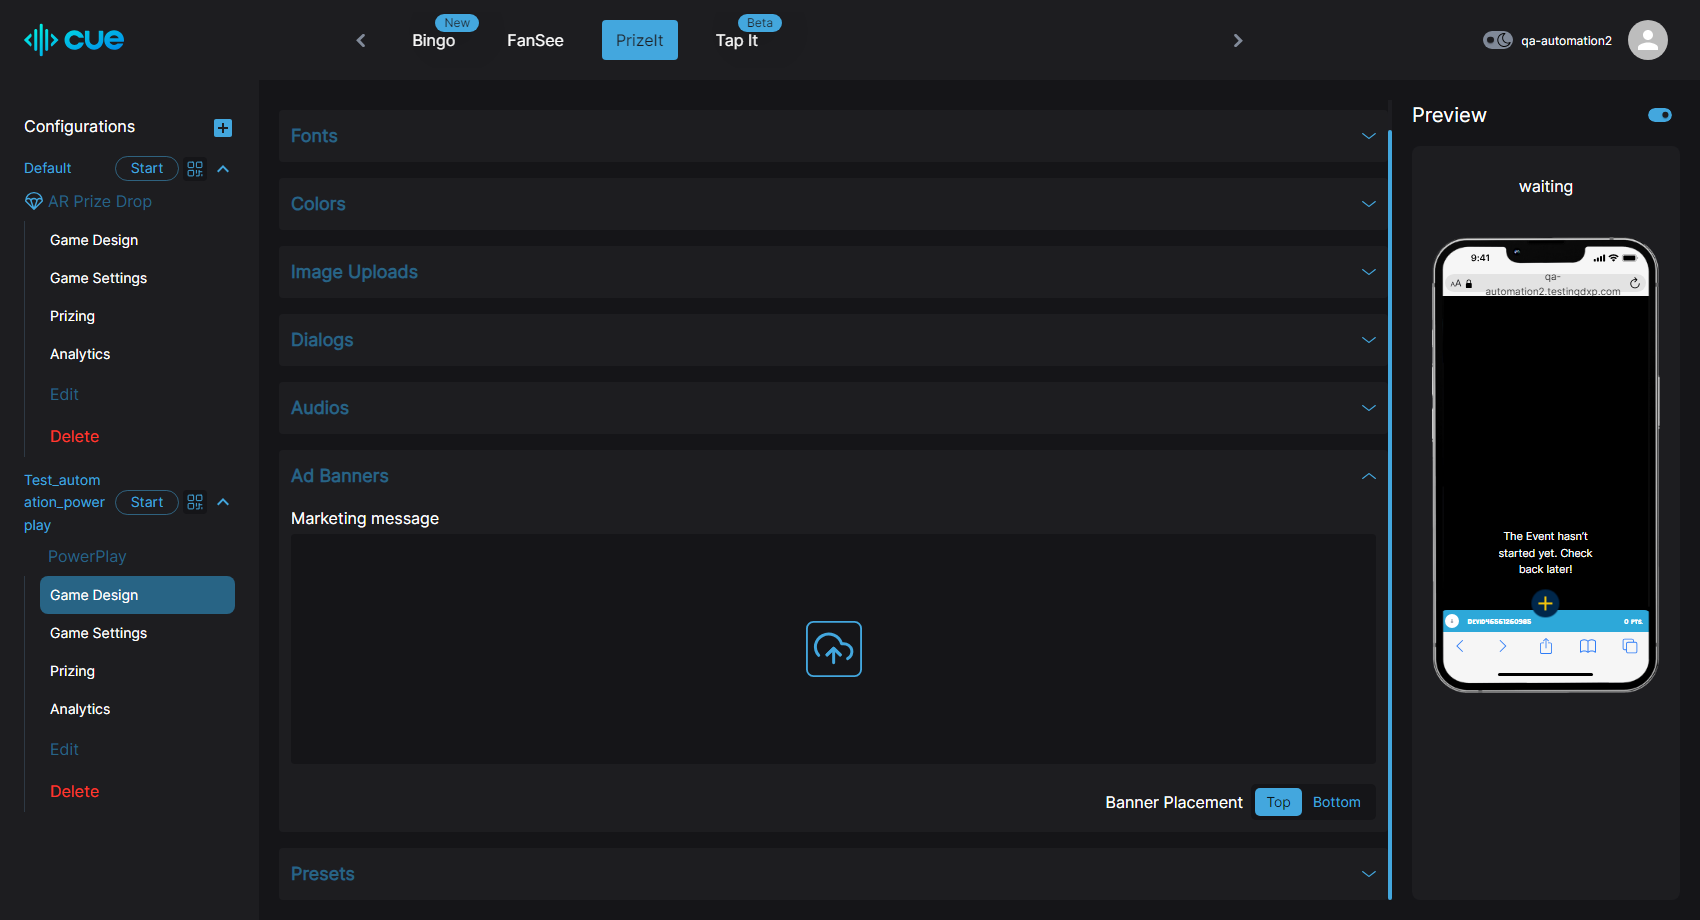 cue
New
Bingo
FanSee
PrizeIt
Beta
Tap It
qa-automation2
Configurations
Default
Start
AR Prize Drop
Game Design
Game Settings
Prizing
Analytics
Edit
Delete
Test_autom
ation_power
play
Start
PowerPlay
Game Design
Game Settings
Prizing
Analytics
Edit
Delete
Fonts
Colors
Image Uploads
Dialogs
Audios
Ad Banners
Marketing message
Banner Placement
Top
Bottom
Presets
Preview
waiting
9:41
AA
qa-
automation2.testingdxp.com
The Event hasn't
started yet. Check
back later!
0 PTS.